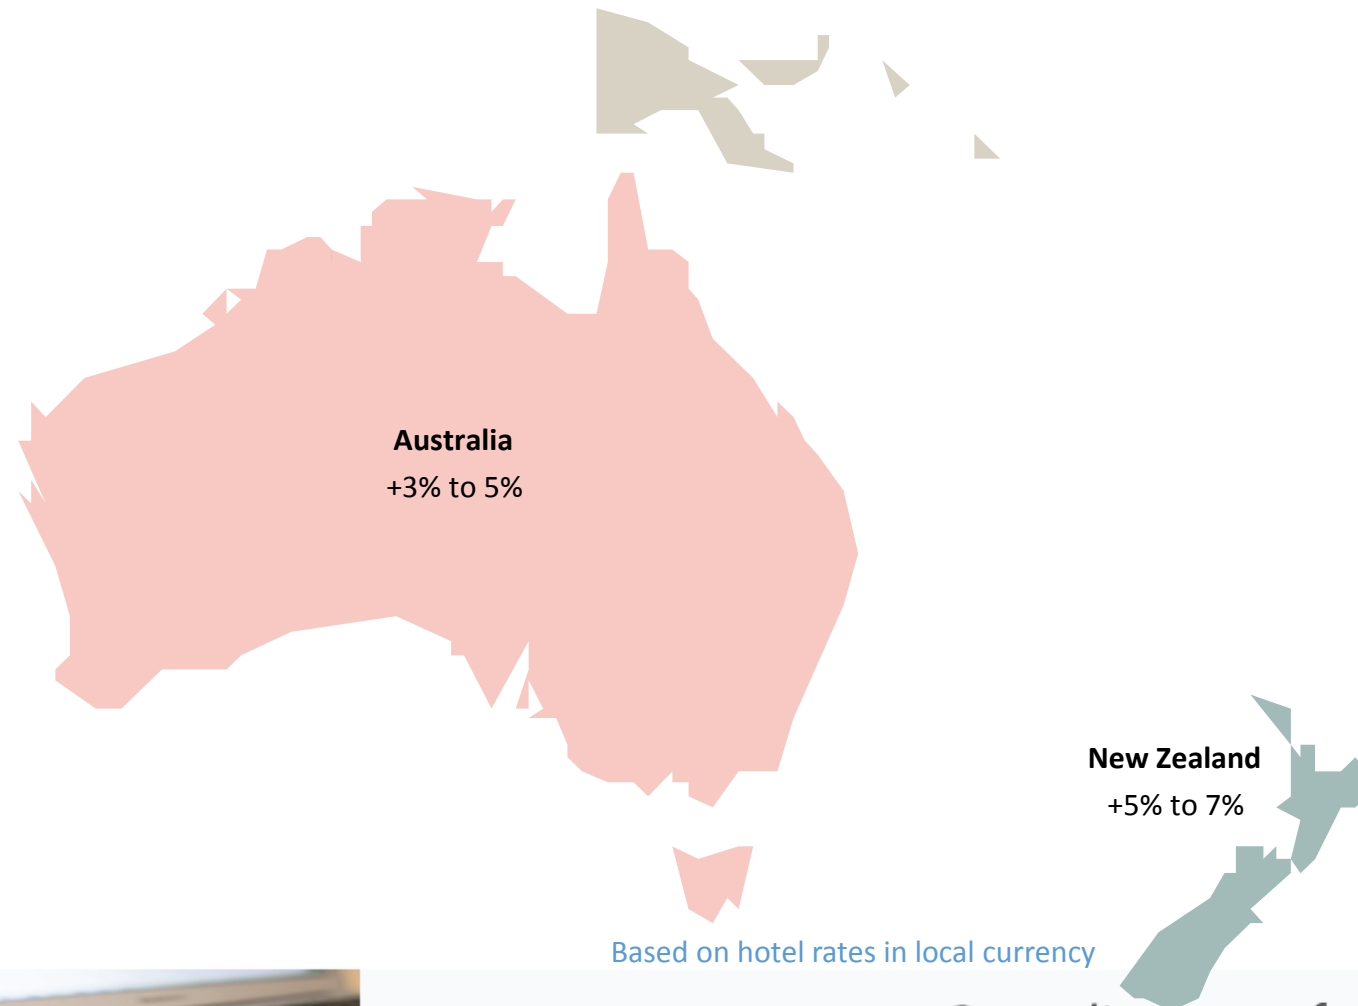 Australia
+3% to 5%
New Zealand
+5% to 7%
Based on hotel rates in local currency